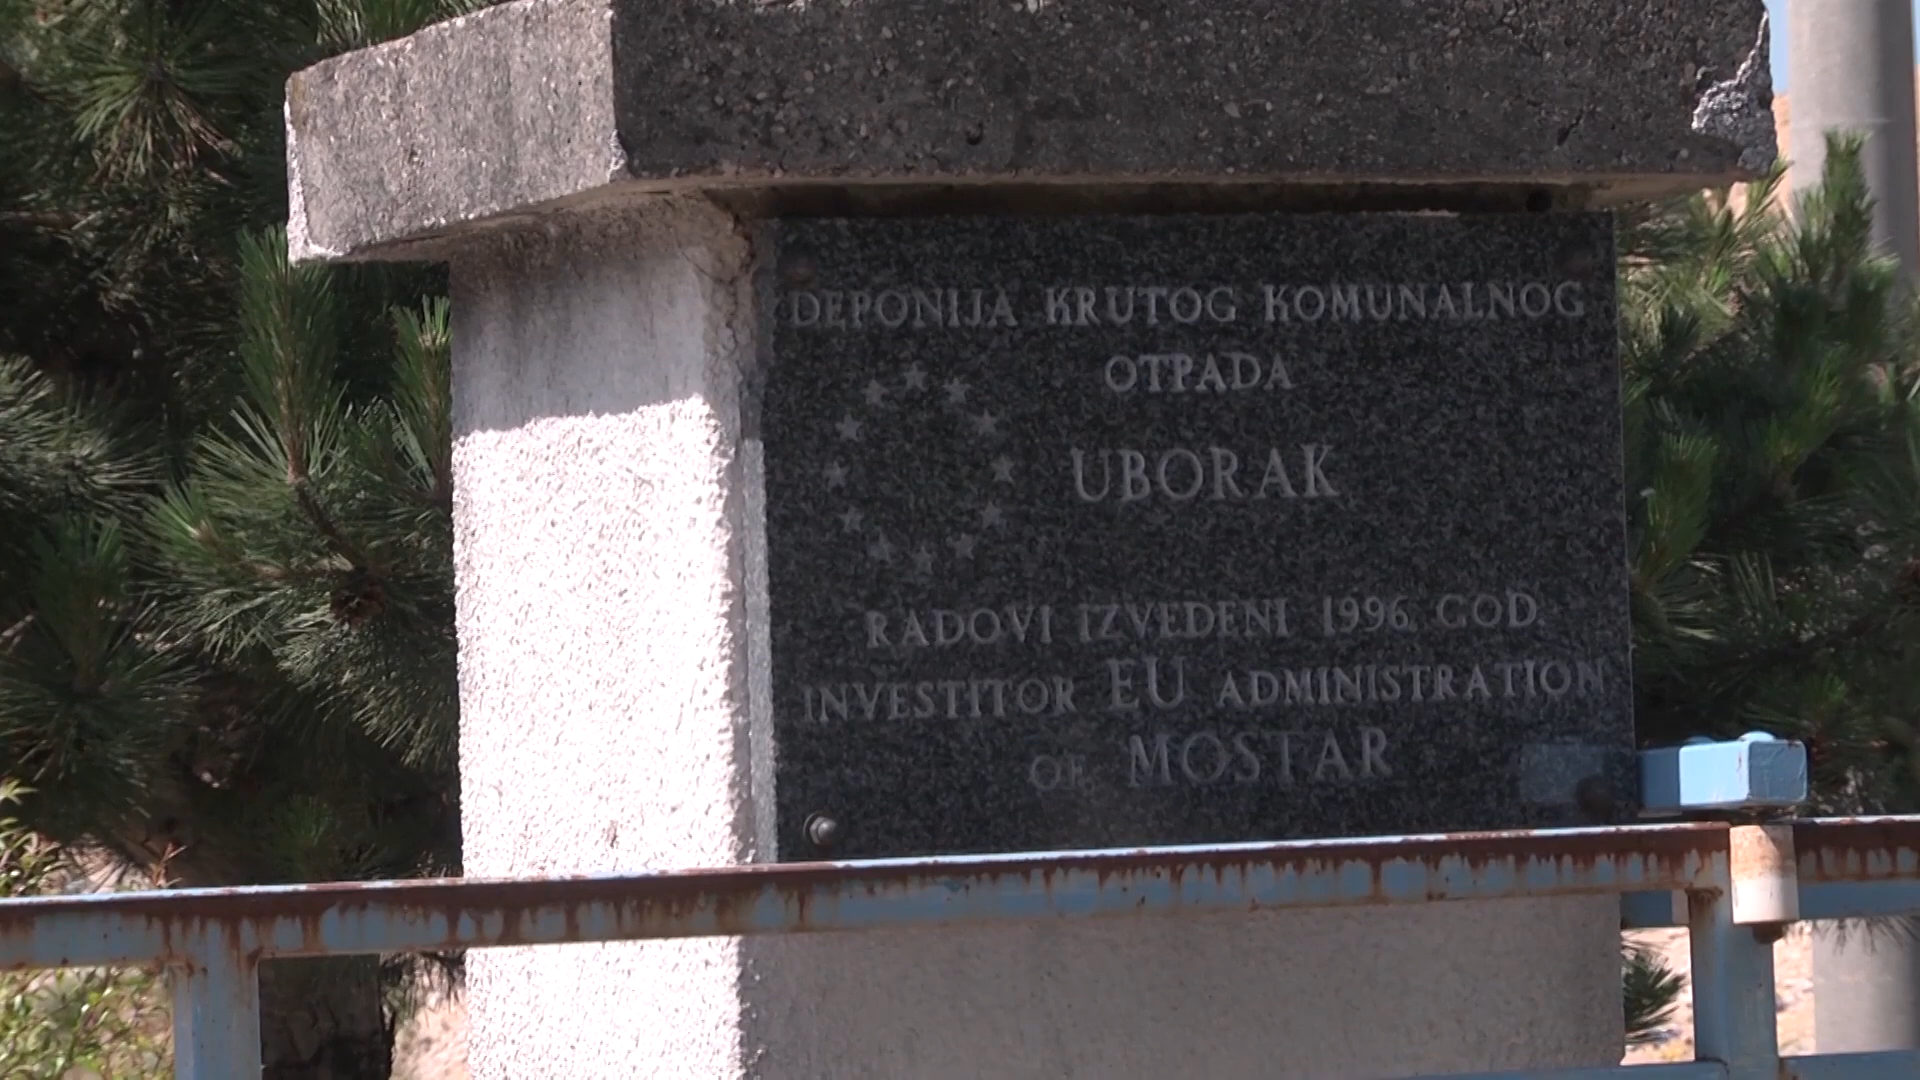 DEPONIJA KRUTOG KOMUNALNOG
OTPADA
UBORAK
RADOVI IZVEDENI 1996. GOD.
INVESTITOR EU ADMINISTRATION
OF MOSTAR